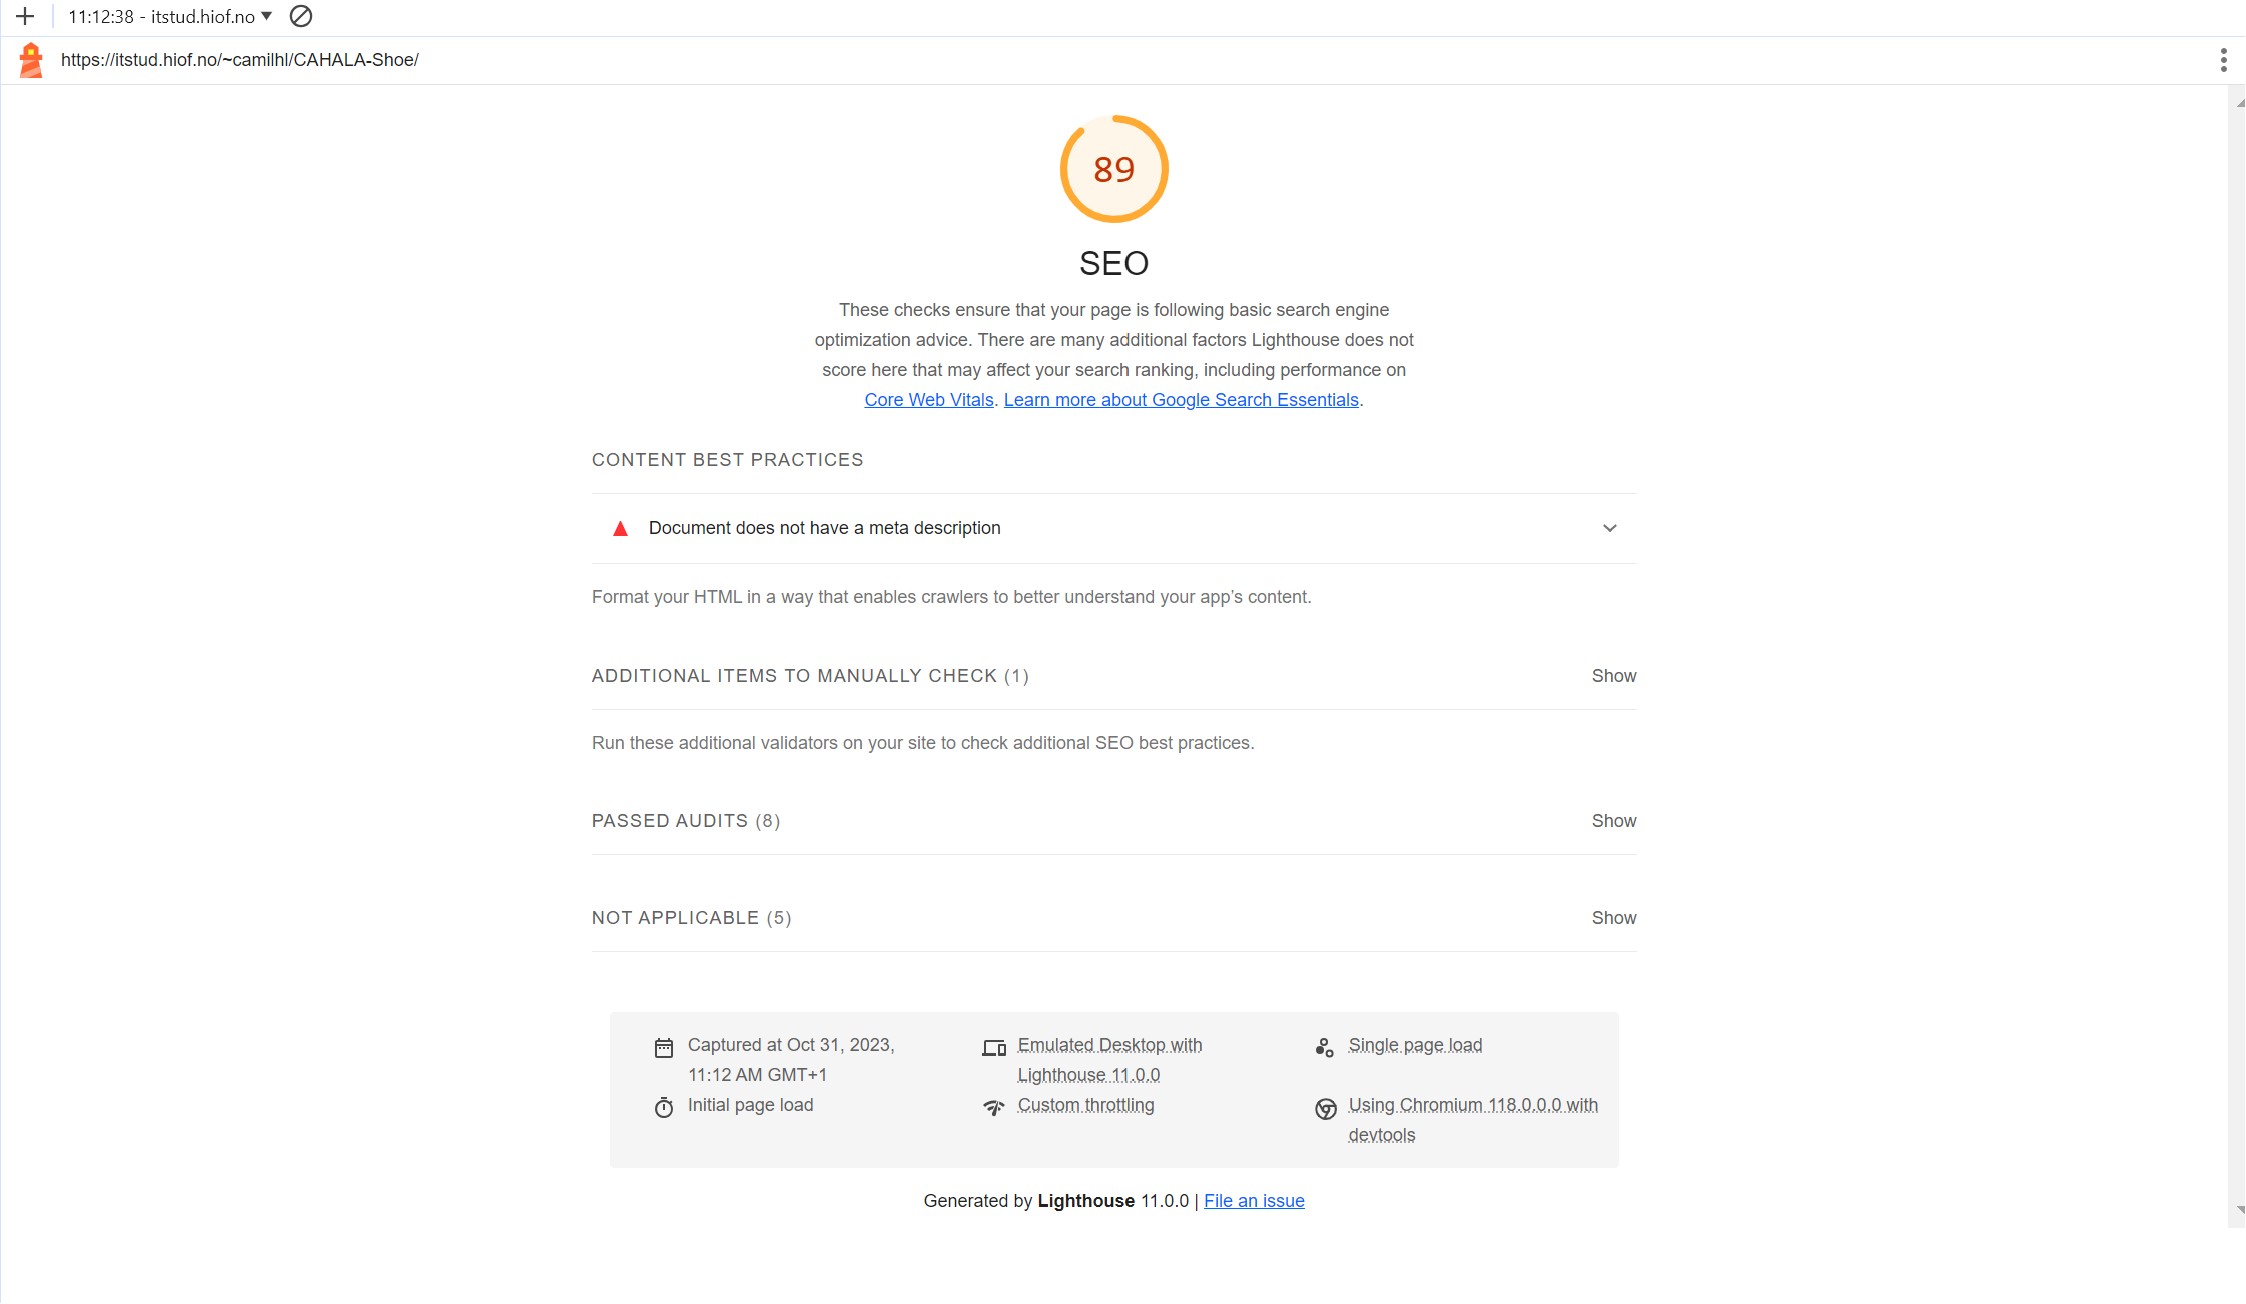 11:12:38 - itstud.hiof.no
https://itstud.hiof.no/~camilhl/CAHALA-Shoe/
89
SEO
These checks ensure that your page is following basic search engine
optimization advice. There are many additional factors Lighthouse does not
score here that may affect your search ranking, including performance on
Core Web Vitals. Learn more about Google Search Essentials.
CONTENT BEST PRACTICES
Document does not have a meta description
Format your HTML in a way that enables crawlers to better understand your app’s content.
ADDITIONAL ITEMS TO MANUALLY CHECK (1) Show
Run these additional validators on your site to check additional SEO best practices.
PASSED AUDITS (8) Show
NOT APPLICABLE (5) Show
Captured at Oct 31, 2023,
11:12 AM GMT+1
Emulated Desktop with
Lighthouse 11.0.0
Single page load
Initial page load
Custom throttling
Using Chromium 118.0.0.0 with
devtools
Generated by Lighthouse 11.0.0 | File an issue